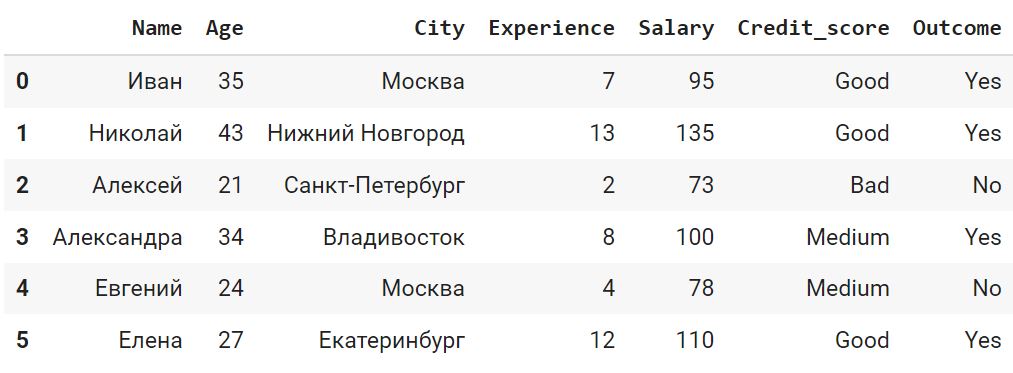 Name Age City Experience Salary Credit_score Outcome
0 Иван 35 Москва 7 95 Good Yes
1 Николай 43 Нижний Новгород 13 135 Good Yes
2 Алексей 21 Санкт-Петербург 2 73 Bad No
3 Александра 34 Владивосток 8 100 Medium Yes
4 Евгений 24 Москва 4 78 Medium No
5 Елена 27 Екатеринбург 12 110 Good Yes